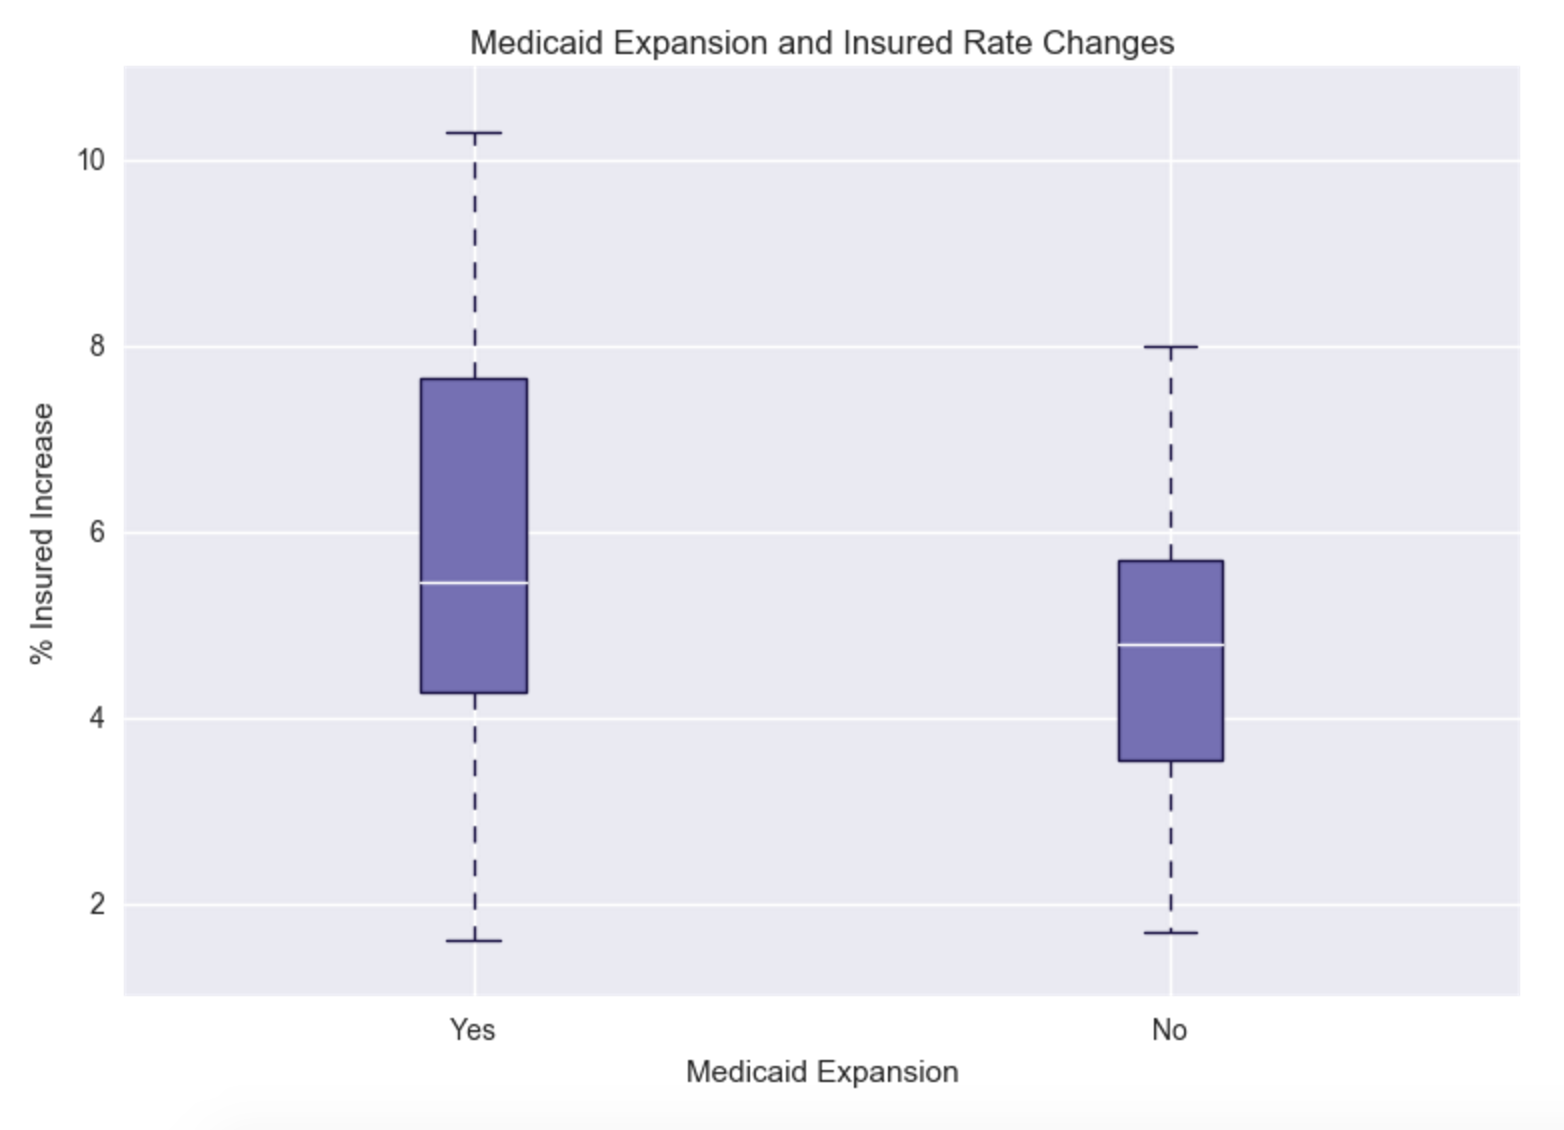 Medicaid Expansion and Insured Rate Changes
10
8
6
4
2
% Insured Increase
Yes
No
Medicaid Expansion